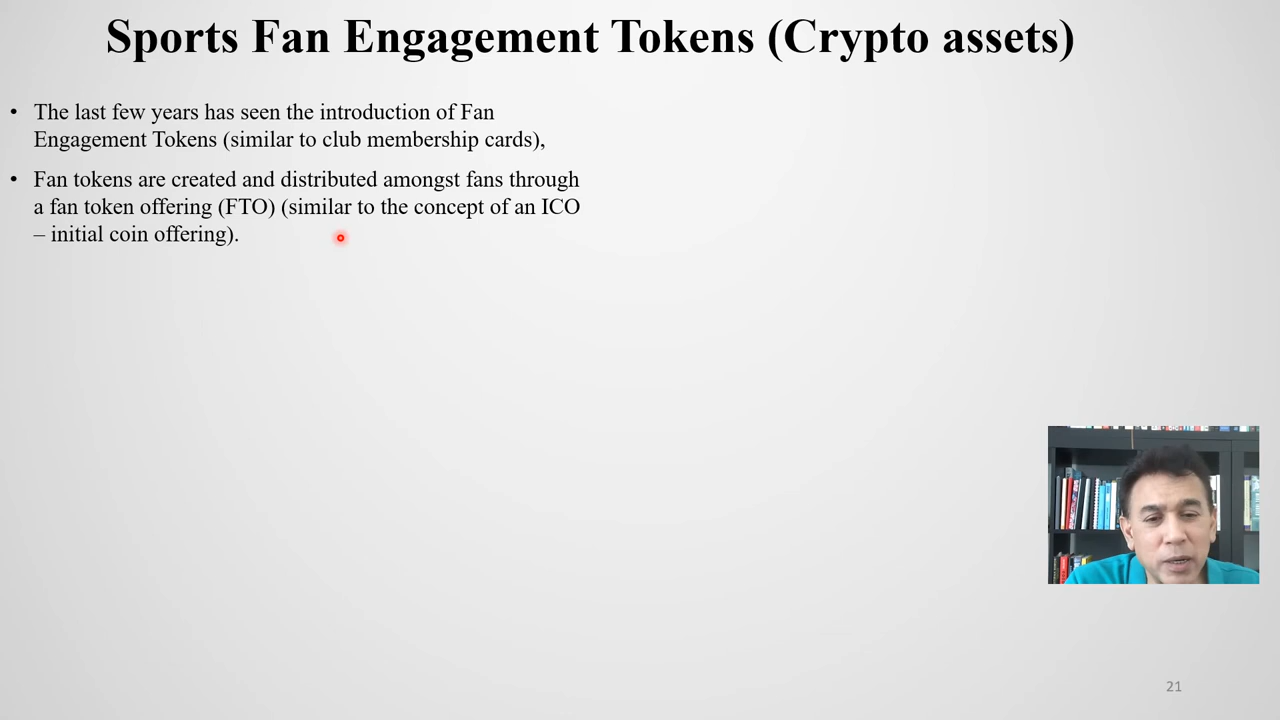 Sports Fan Engagement Tokens (Crypto assets)
• The last few years has seen the introduction of Fan
Engagement Tokens (similar to club membership cards),
• Fan tokens are created and distributed amongst fans through
a fan token offering (FTO) (similar to the concept of an ICO
– initial coin offering).
21